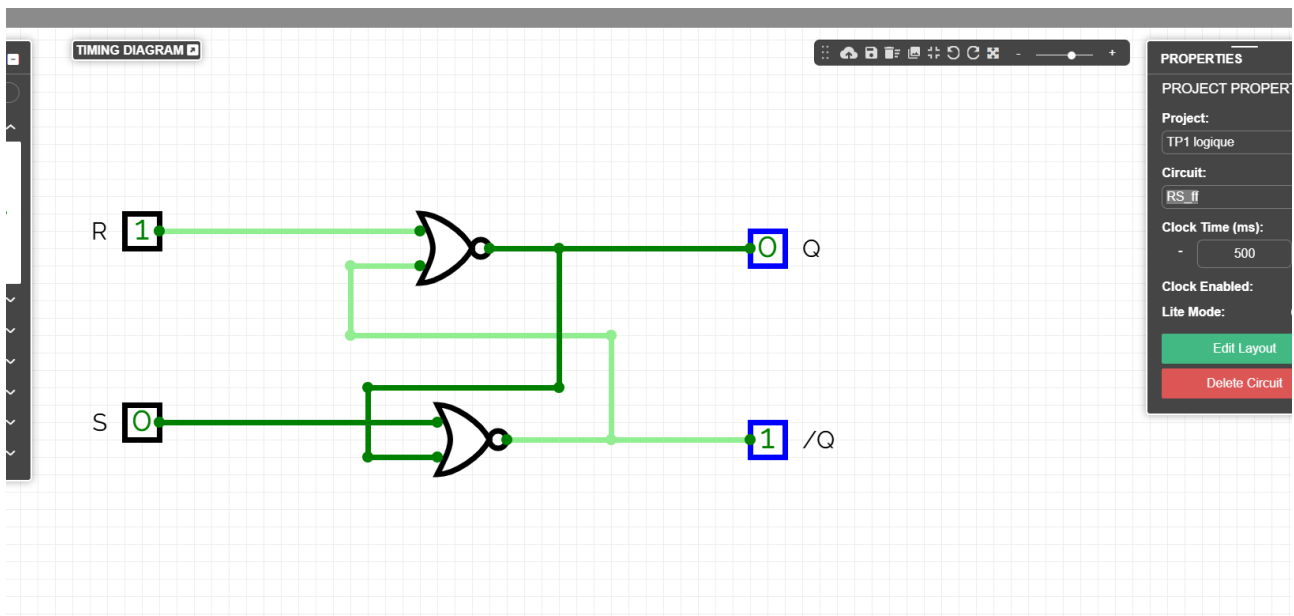 TIMING DIAGRAM
- +
PROPERTIES
PROJECT PROPERT
Project:
TP1 logique
Circuit:
RS_ff
Clock Time (ms):
- 500
Clock Enabled:
Lite Mode:
Edit Layout
Delete Circuit
R 1
0 Q
S 0
1 /Q